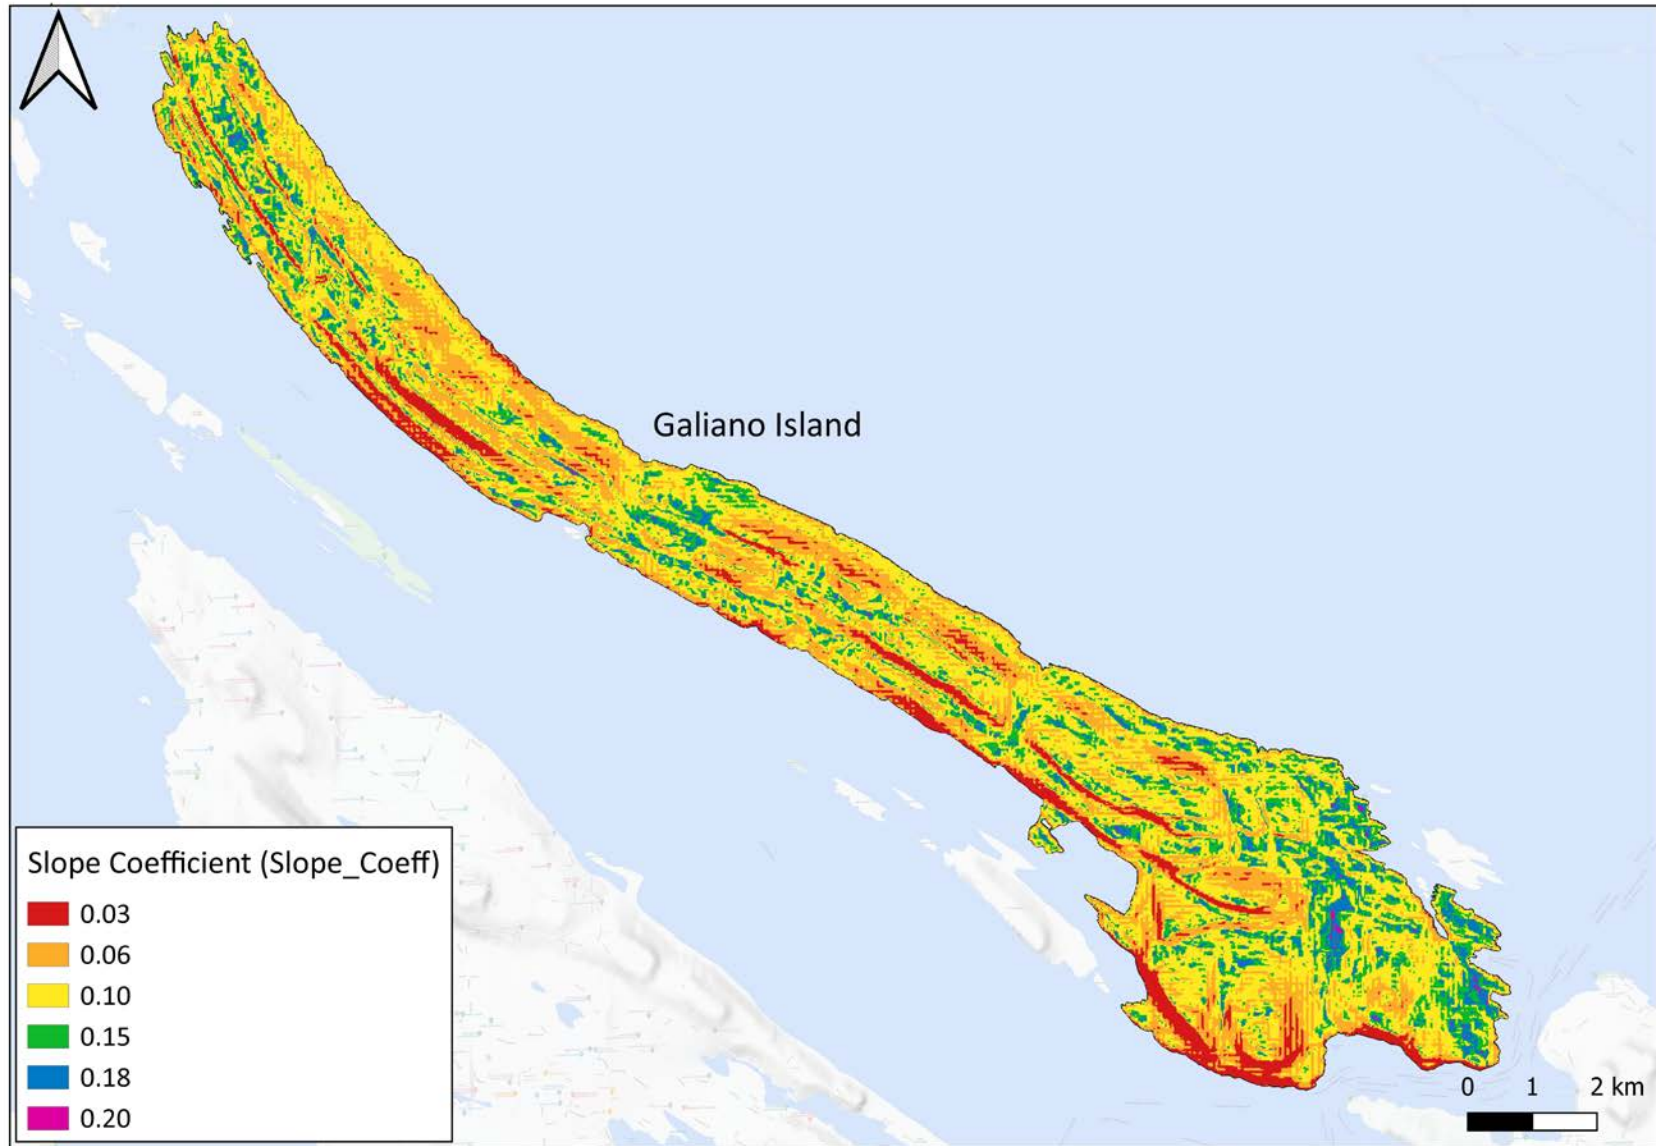 Galiano Island
Slope Coefficient (Slope_Coeff)
0.03
0.06
0.10
0.15
0.18
0.20
0 1 2 km